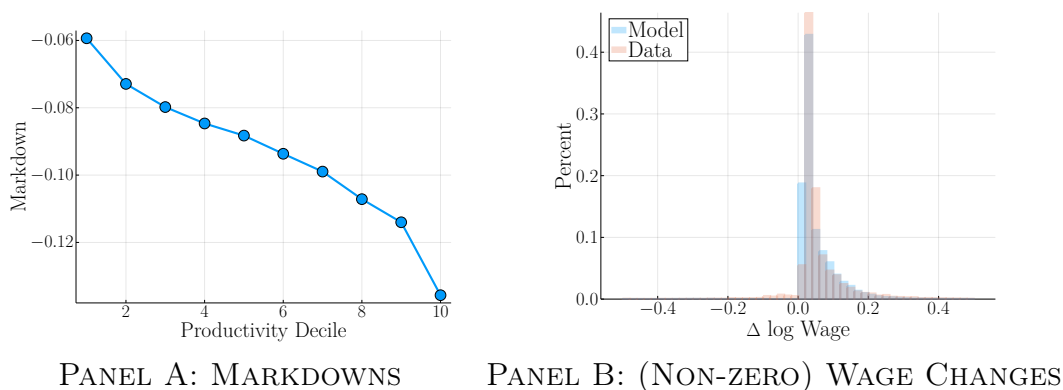 −0.06
−0.08
−0.10
−0.12
Markdown
2
4
6
8
10
Productivity Decile
PANEL A: MARKDOWNS
Model
Data
0.4
0.3
0.2
0.1
0.0
Percent
−0.4
−0.2
0.0
0.2
0.4
Δ log Wage
PANEL B: (NON-ZERO) WAGE CHANGES